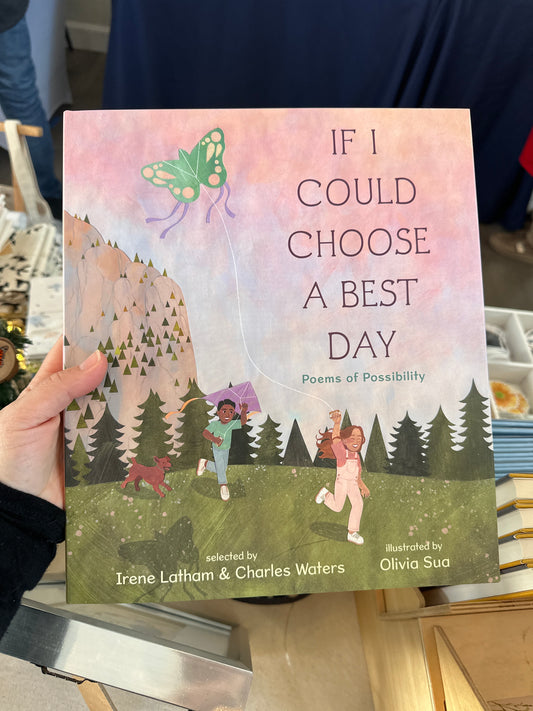 IF I
COULD
CHOOSE
A BEST
DAY
Poems of Possibility
selected by
Irene Latham & Charles Waters
illustrated by
Olivia Sua